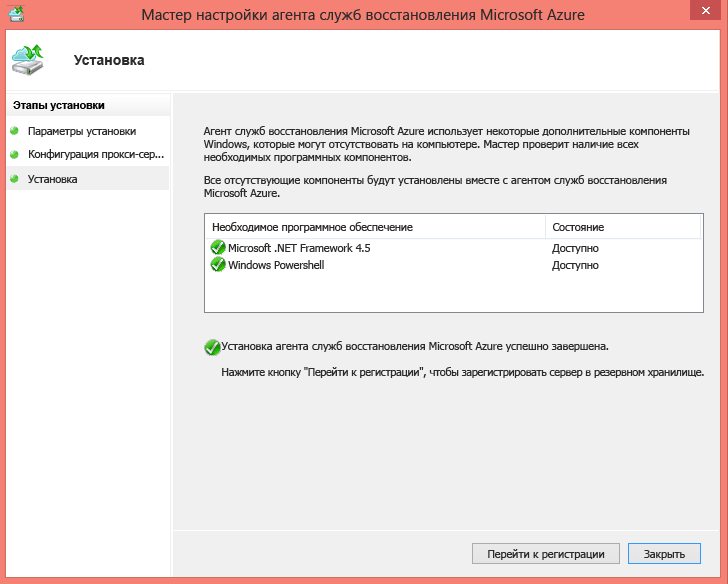 Мастер настройки агента служб восстановления Microsoft Azure
Установка
Этапы установки
Параметры установки
Конфигурация прокси-сер...
Установка
Агент служб восстановления Microsoft Azure использует некоторые дополнительные компоненты
Windows, которые могут отсутствовать на компьютере. Мастер проверит наличие всех
необходимых программных компонентов.
Все отсутствующие компоненты будут установлены вместе с агентом служб восстановления
Microsoft Azure.
Необходимое программное обеспечение Состояние
Microsoft .NET Framework 4.5 Доступно
Windows Powershell Доступно
Установка агента служб восстановления Microsoft Azure успешно завершена.
Нажмите кнопку "Перейти к регистрации", чтобы зарегистрировать сервер в резервном хранилище.
Перейти к регистрации Закрыть